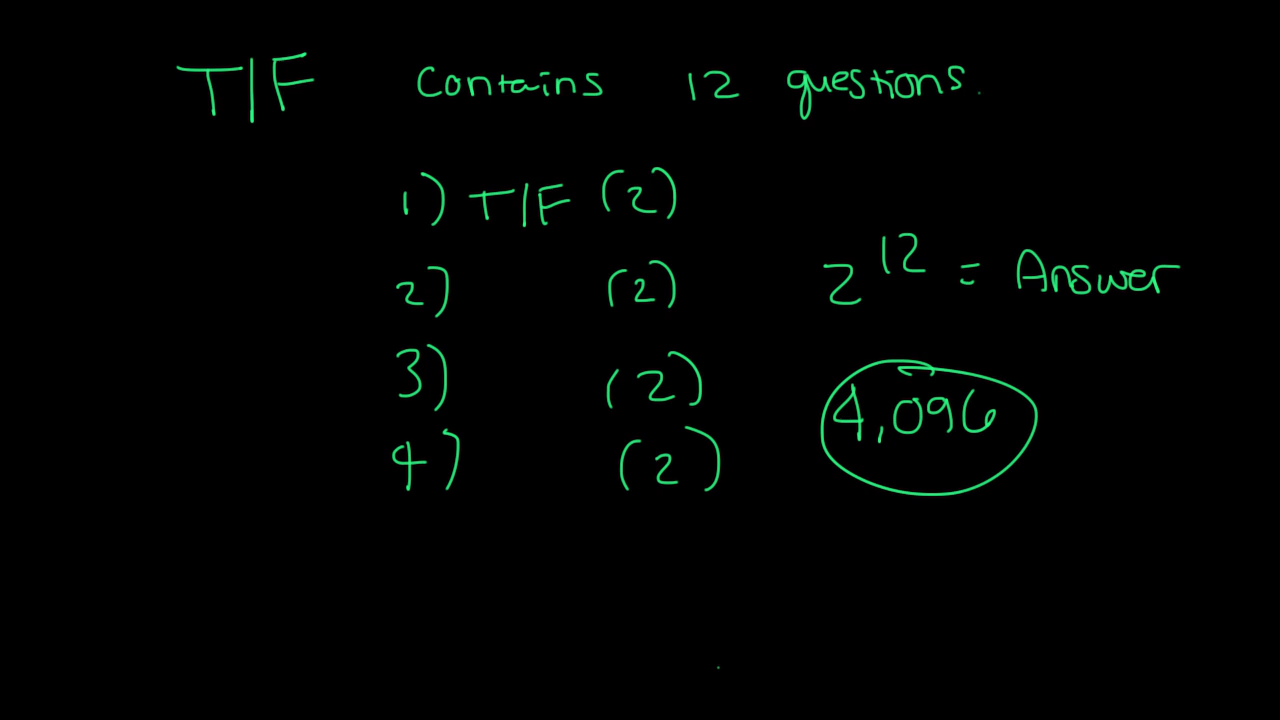 T|F Contains 12 questions.
1) T|F (2)
2) (2)
3) (2)
4) (2)
2^12 = Answer
4,096